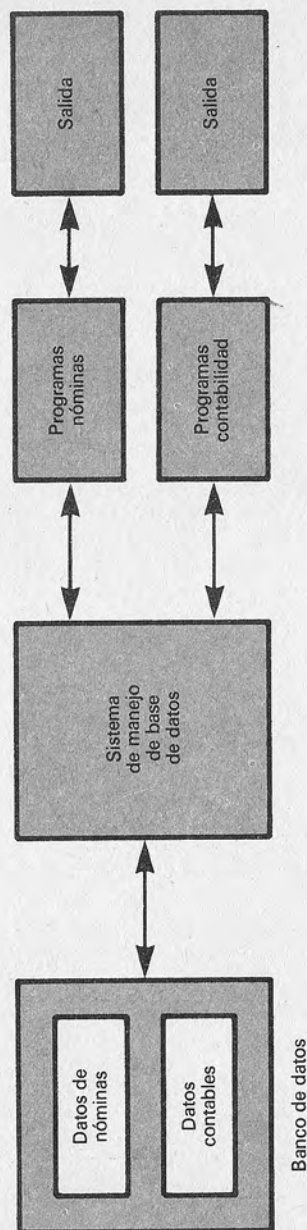 Datos de
nóminas
Datos
contables
Banco de datos
Sistema
de manejo
de base
de datos
Programas
nóminas
Programas
contabilidad
Salida
Salida